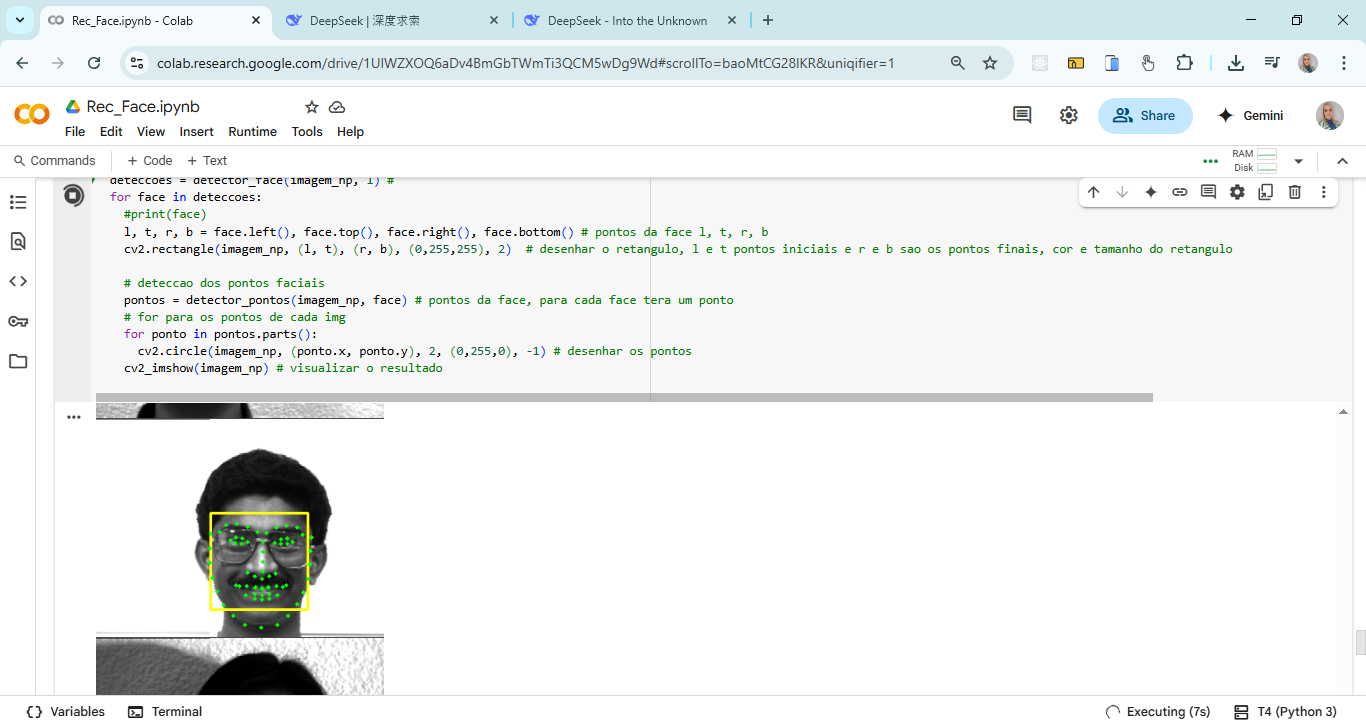 Rec_Face.ipynb - Colab
DeepSeek | 深度求索
DeepSeek - Into the Unknown
colab.research.google.com/drive/1UIWZXOQ6aDv4BmGbTWmTi3QCM5wDg9Wd#scrollTo=baoMtCG28IKR&uniqifier=1
Rec_Face.ipynb
File Edit View Insert Runtime Tools Help
Share
Gemini
Commands + Code + Text
RAM
Disk
deteccoes = detector_face(imagem_np, 1) #
for face in deteccoes:
#print(face)
l, t, r, b = face.left(), face.top(), face.right(), face.bottom() # pontos da face l, t, r, b
cv2.rectangle(imagem_np, (l, t), (r, b), (0,255,255), 2) # desenhar o retangulo, l e t pontos iniciais e r e b sao os pontos finais, cor e tamanho do retangulo
# deteccao dos pontos faciais
pontos = detector_pontos(imagem_np, face) # pontos da face, para cada face tera um ponto
# for para os pontos de cada img
for ponto in pontos.parts():
cv2.circle(imagem_np, (ponto.x, ponto.y), 2, (0,255,0), -1) # desenhar os pontos
cv2_imshow(imagem_np) # visualizar o resultado
Variables
Terminal
Executing (7s)
T4 (Python 3)